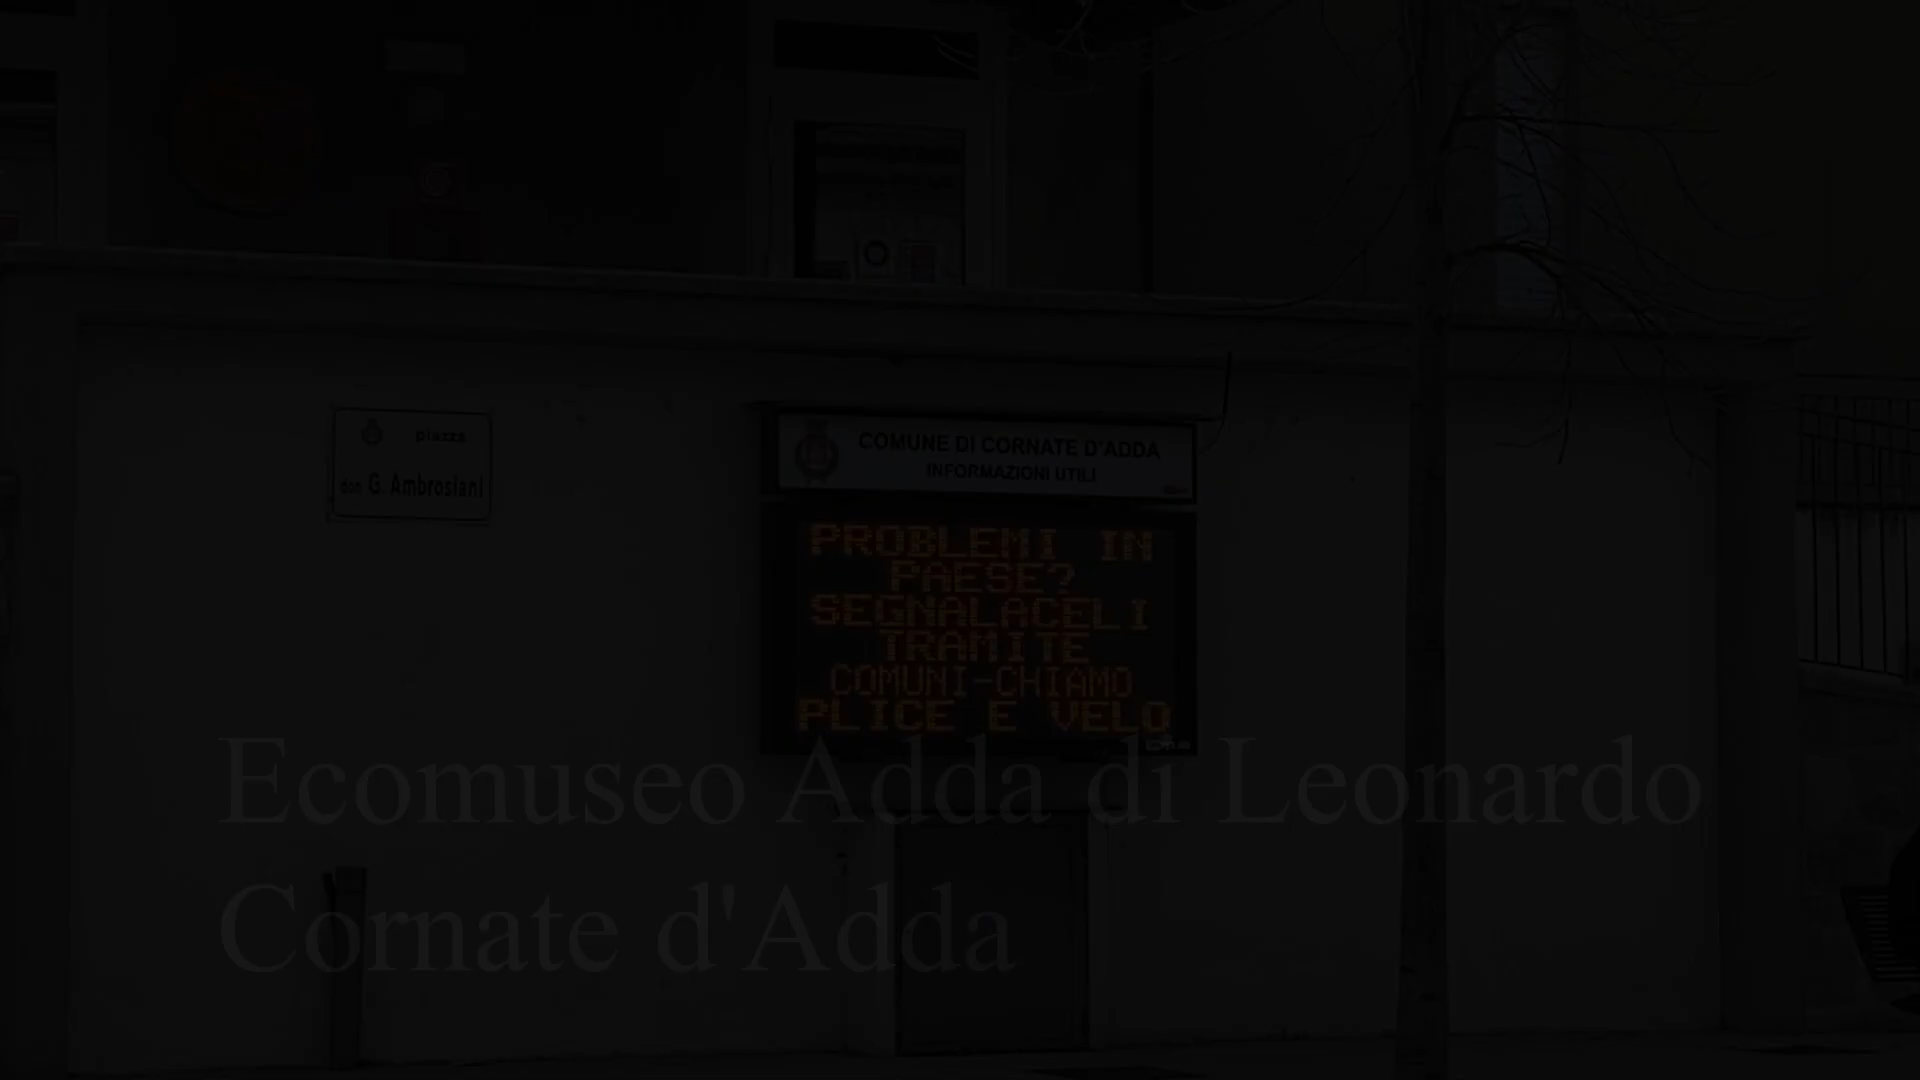 piazza
don G. Ambrosiani
COMUNE DI CORNATE D'ADDA
INFORMAZIONI UTILI
PROBLEMI IN
PAESE?
SEGNALACELI
TRAMITE
COMUNI-CHIAMO
PLICE E VELO
Ecomuseo Adda di Leonardo
Cornate d'Adda